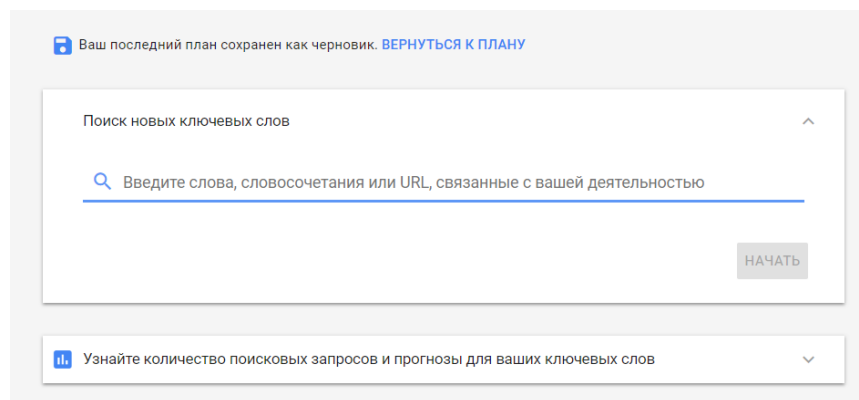 Ваш последний план сохранен как черновик. ВЕРНУТЬСЯ К ПЛАНУ
Поиск новых ключевых слов
Введите слова, словосочетания или URL, связанные с вашей деятельностью
НАЧАТЬ
Узнайте количество поисковых запросов и прогнозы для ваших ключевых слов